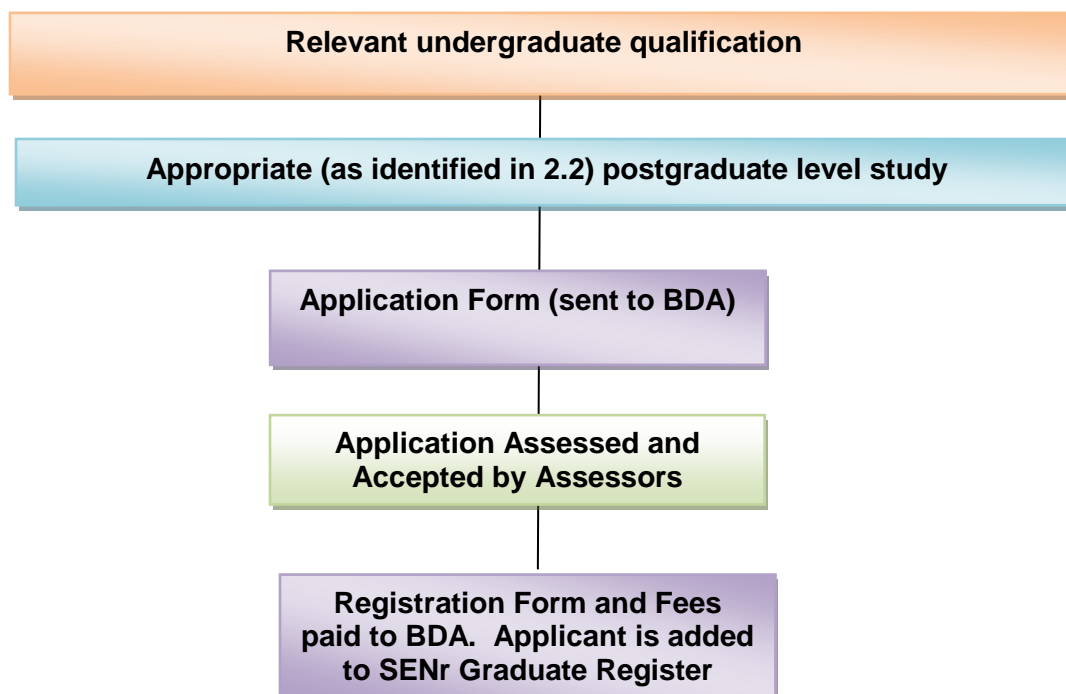 Relevant undergraduate qualification
Appropriate (as identified in 2.2) postgraduate level study
Application Form (sent to BDA)
Application Assessed and
Accepted by Assessors
Registration Form and Fees
paid to BDA.  Applicant is added
to SENr Graduate Register